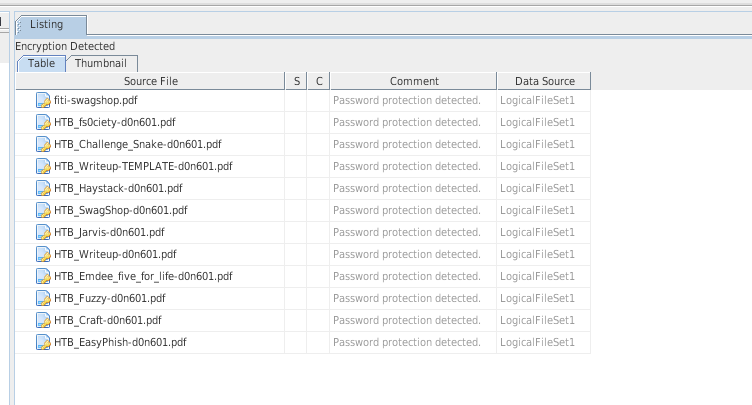 Listing
Encryption Detected
Table Thumbnail
Source File S C Comment Data Source
fiti-swagshop.pdf Password protection detected. LogicalFileSet1
HTB_fs0ciety-d0n601.pdf Password protection detected. LogicalFileSet1
HTB_Challenge_Snake-d0n601.pdf Password protection detected. LogicalFileSet1
HTB_Writeup-TEMPLATE-d0n601.pdf Password protection detected. LogicalFileSet1
HTB_Haystack-d0n601.pdf Password protection detected. LogicalFileSet1
HTB_SwagShop-d0n601.pdf Password protection detected. LogicalFileSet1
HTB_Jarvis-d0n601.pdf Password protection detected. LogicalFileSet1
HTB_Writeup-d0n601.pdf Password protection detected. LogicalFileSet1
HTB_Emdee_five_for_life-d0n601.pdf Password protection detected. LogicalFileSet1
HTB_Fuzzy-d0n601.pdf Password protection detected. LogicalFileSet1
HTB_Craft-d0n601.pdf Password protection detected. LogicalFileSet1
HTB_EasyPhish-d0n601.pdf Password protection detected. LogicalFileSet1